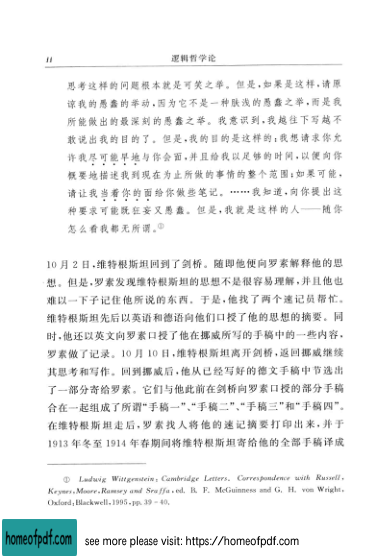 II 逻辑哲学论
思考这样的问题根本就是可笑之举。但是,如果是这样,请原
谅我的愚蠢的举动,因为它不是一种肤浅的愚蠢之举,而是我
所能做出的最深刻的愚蠢之举。我意识到,我越往下写越不
敢说出我的目的了。但是,我的目的是这样的:我想请求你允
许我尽可能早地与你会面,并且给我以足够的时间,以便向你
概要地描述我到现在为止所做的事情的整个范围;如果可能,
请让我当着你的面给你做些笔记。……我知道,向你提出这
种要求可能既狂妄又愚蠢。但是,我就是这样的人——随你
怎么看我都无所谓。①
10月2日,维特根斯坦回到了剑桥。随即他便向罗素解释他的思
想。但是,罗素发现维特根斯坦的思想不是很容易理解,并且他也
难以一下子记住他所说的东西。于是,他找了两个速记员帮忙。
维特根斯坦先后以英语和德语向他们口授了他的思想的摘要。同
时,他还以英文向罗素口授了他在挪威所写的手稿中的一些内容,
罗素做了记录。10月10日,维特根斯坦离开剑桥,返回挪威继续
其思考和写作。回到挪威后,他从已经写好的德文手稿中节选出
了一部分寄给罗素。它们与他此前在剑桥向罗素口授的部分手稿
合在一起组成了所谓“手稿一”、“手稿二”、“手稿三”和“手稿四”。
在维特根斯坦走后,罗素找人将他的速记摘要打印出来,并于
1913年冬至1914年春期间将维特根斯坦寄给他的全部手稿译成
① Ludwig Wittgenstein: Cambridge Letters. Correspondence with Russell,
Keynes, Moore, Ramsey and Sraffa, ed. B. F. McGuinness and G. H. von Wright,
Oxford: Blackwell, 1995, pp. 39-40.
homeofpdf.com see more please visit: https://homeofpdf.com